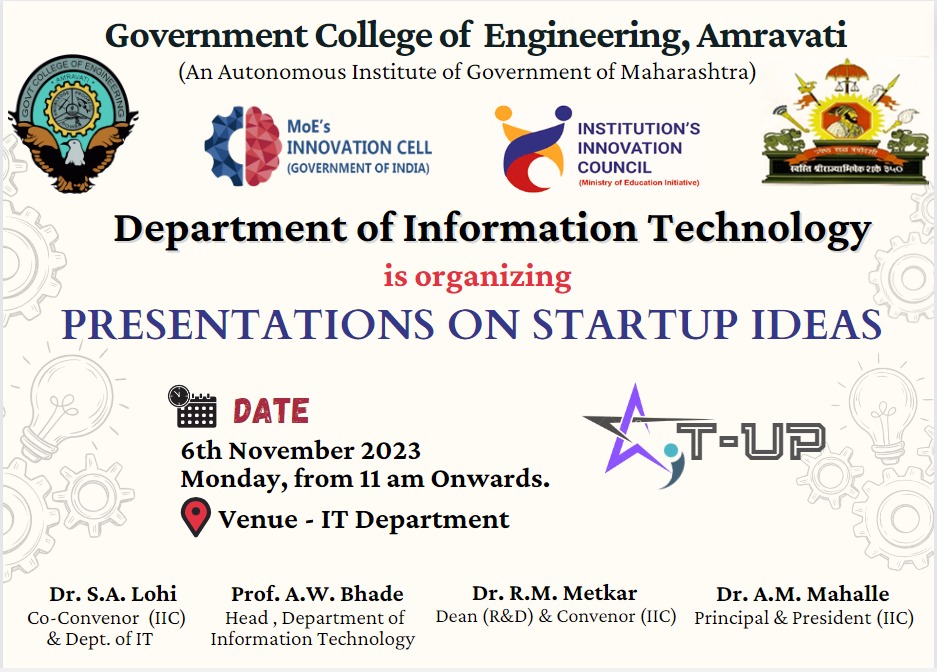 Government College of Engineering, Amravati
(An Autonomous Institute of Government of Maharashtra)
GOVT COLLEGE OF ENGINEERING
AMRAVATI
MoE's
INNOVATION CELL
(GOVERNMENT OF INDIA)
INSTITUTION'S
INNOVATION
COUNCIL
(Ministry of Education Initiative)
स्वस्ति श्रीराज्याभिषेक शके ३५०
Department of Information Technology
is organizing
PRESENTATIONS ON STARTUP IDEAS
DATE
6th November 2023
Monday, from 11 am Onwards.
Venue - IT Department
T-UP
Dr. S.A. Lohi
Co-Convenor (IIC)
& Dept. of IT
Prof. A.W. Bhade
Head , Department of
Information Technology
Dr. R.M. Metkar
Dean (R&D) & Convenor (IIC)
Dr. A.M. Mahalle
Principal & President (IIC)